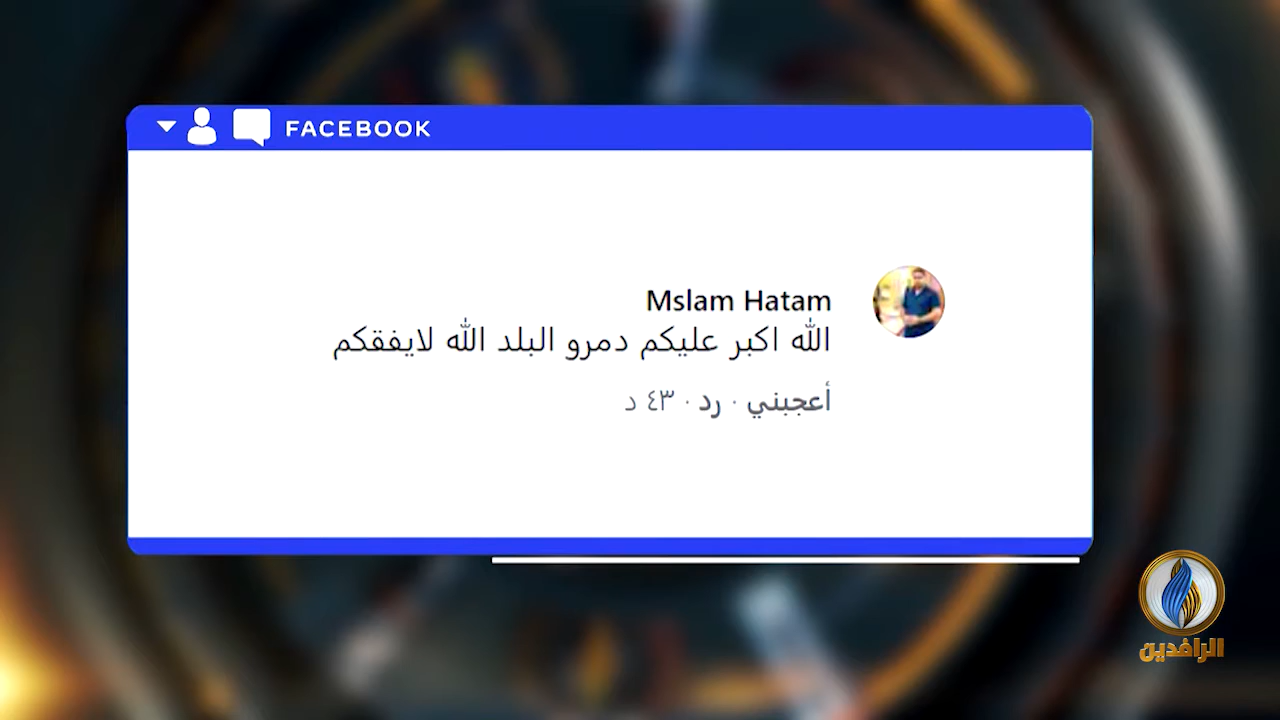 FACEBOOK
Mslam Hatam
الله اكبر عليكم دمرو البلد الله لايفقكم
أعجبني · رد · ٤٣ د
الرافدين